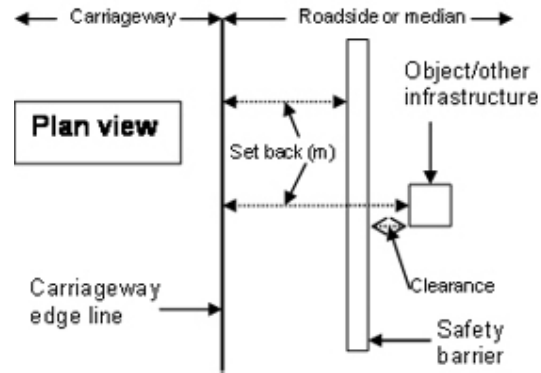 Carriageway
Roadside or median
Object/other
infrastructure
Plan view
Set back (m)
Clearance
Carriageway
edge line
Safety
barrier